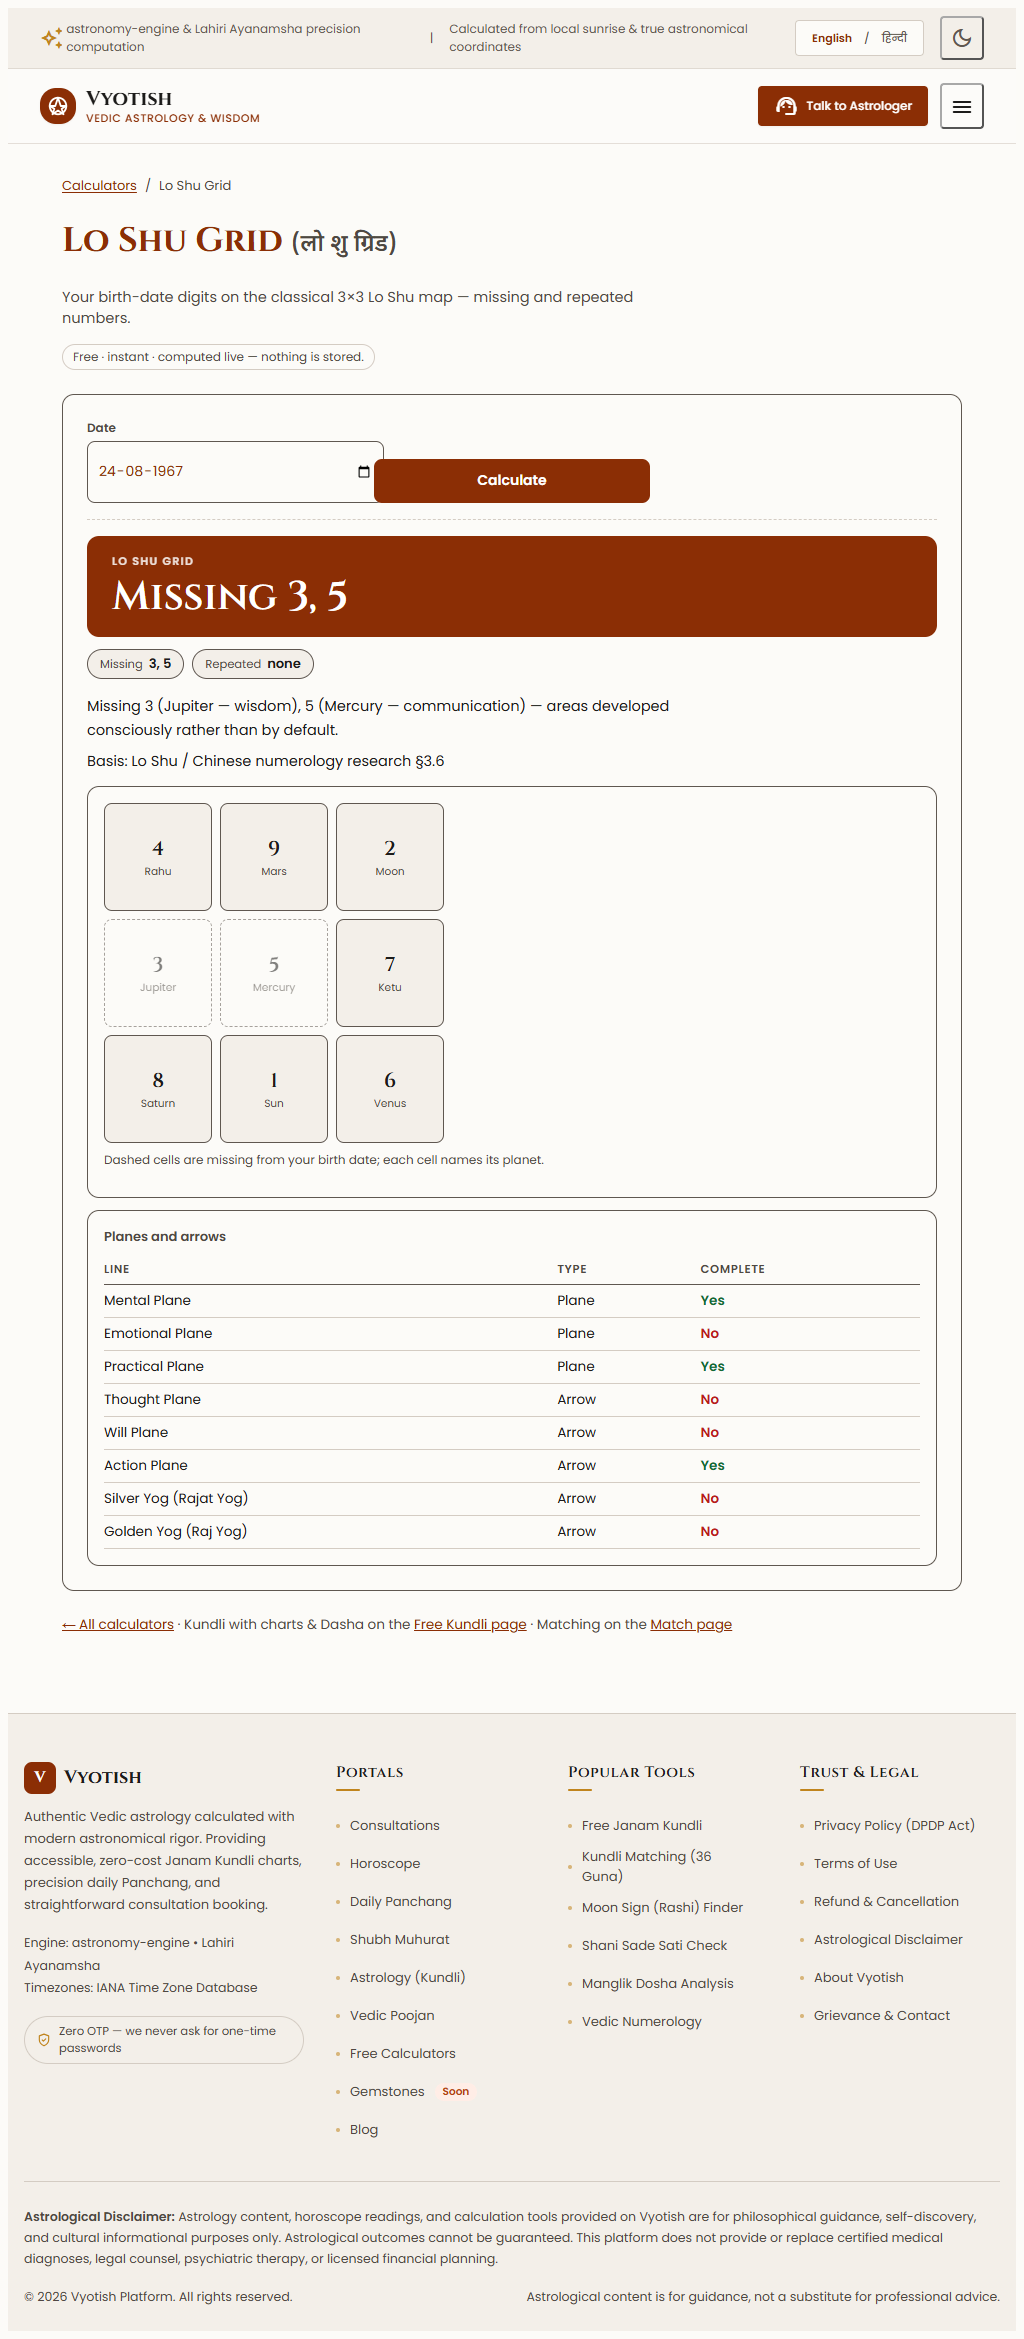 astronomy-engine & Lahiri Ayanamsha precision computation
|
Calculated from local sunrise & true astronomical coordinates
English / हिन्दी
Vyotish
VEDIC ASTROLOGY & WISDOM
Talk to Astrologer
Calculators / Lo Shu Grid
Lo Shu Grid (लो शु ग्रिड)
Your birth-date digits on the classical 3×3 Lo Shu map — missing and repeated
numbers.
Free · instant · computed live — nothing is stored.
Date
24-08-1967
Calculate
LO SHU GRID
Missing 3, 5
Missing 3, 5
Repeated none
Missing 3 (Jupiter — wisdom), 5 (Mercury — communication) — areas developed
consciously rather than by default.
Basis: Lo Shu / Chinese numerology research §3.6
4 9 2
Rahu Mars Moon
3 5 7
Jupiter Mercury Ketu
8 1 6
Saturn Sun Venus
Dashed cells are missing from your birth date; each cell names its planet.
Planes and arrows
LINE TYPE COMPLETE
Mental Plane Plane Yes
Emotional Plane Plane No
Practical Plane Plane Yes
Thought Plane Arrow No
Will Plane Arrow No
Action Plane Arrow Yes
Silver Yog (Rajat Yog) Arrow No
Golden Yog (Raj Yog) Arrow No
← All calculators · Kundli with charts & Dasha on the Free Kundli page · Matching on the Match page
V Vyotish
Authentic Vedic astrology calculated with
modern astronomical rigor. Providing
accessible, zero-cost Janam Kundli charts,
precision daily Panchang, and
straightforward consultation booking.
Engine: astronomy-engine • Lahiri
Ayanamsha
Timezones: IANA Time Zone Database
Zero OTP — we never ask for one-time
passwords
Portals
Consultations
Horoscope
Daily Panchang
Shubh Muhurat
Astrology (Kundli)
Vedic Poojan
Free Calculators
Gemstones Soon
Blog
Popular Tools
Free Janam Kundli
Kundli Matching (36
Guna)
Moon Sign (Rashi) Finder
Shani Sade Sati Check
Manglik Dosha Analysis
Vedic Numerology
Trust & Legal
Privacy Policy (DPDP Act)
Terms of Use
Refund & Cancellation
Astrological Disclaimer
About Vyotish
Grievance & Contact
Astrological Disclaimer: Astrology content, horoscope readings, and calculation tools provided on Vyotish are for philosophical guidance, self-discovery,
and cultural informational purposes only. Astrological outcomes cannot be guaranteed. This platform does not provide or replace certified medical
diagnoses, legal counsel, psychiatric therapy, or licensed financial planning.
© 2026 Vyotish Platform. All rights reserved.
Astrological content is for guidance, not a substitute for professional advice.